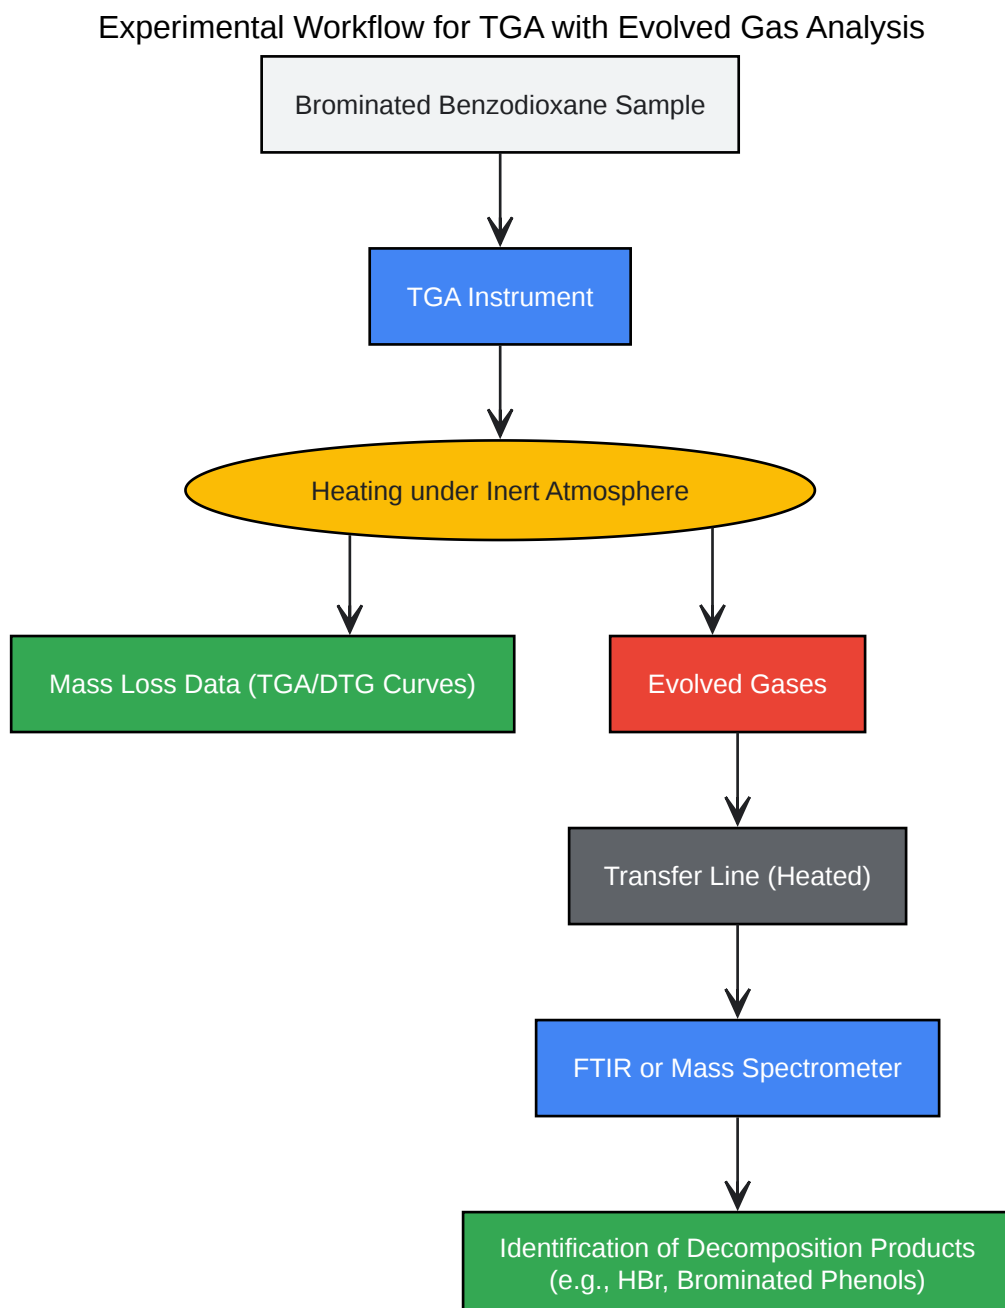 Experimental Workflow for TGA with Evolved Gas Analysis
Brominated Benzodioxane Sample
TGA Instrument
Heating under Inert Atmosphere
Mass Loss Data (TGA/DTG Curves)
Evolved Gases
Transfer Line (Heated)
FTIR or Mass Spectrometer
Identification of Decomposition Products
(e.g., HBr, Brominated Phenols)